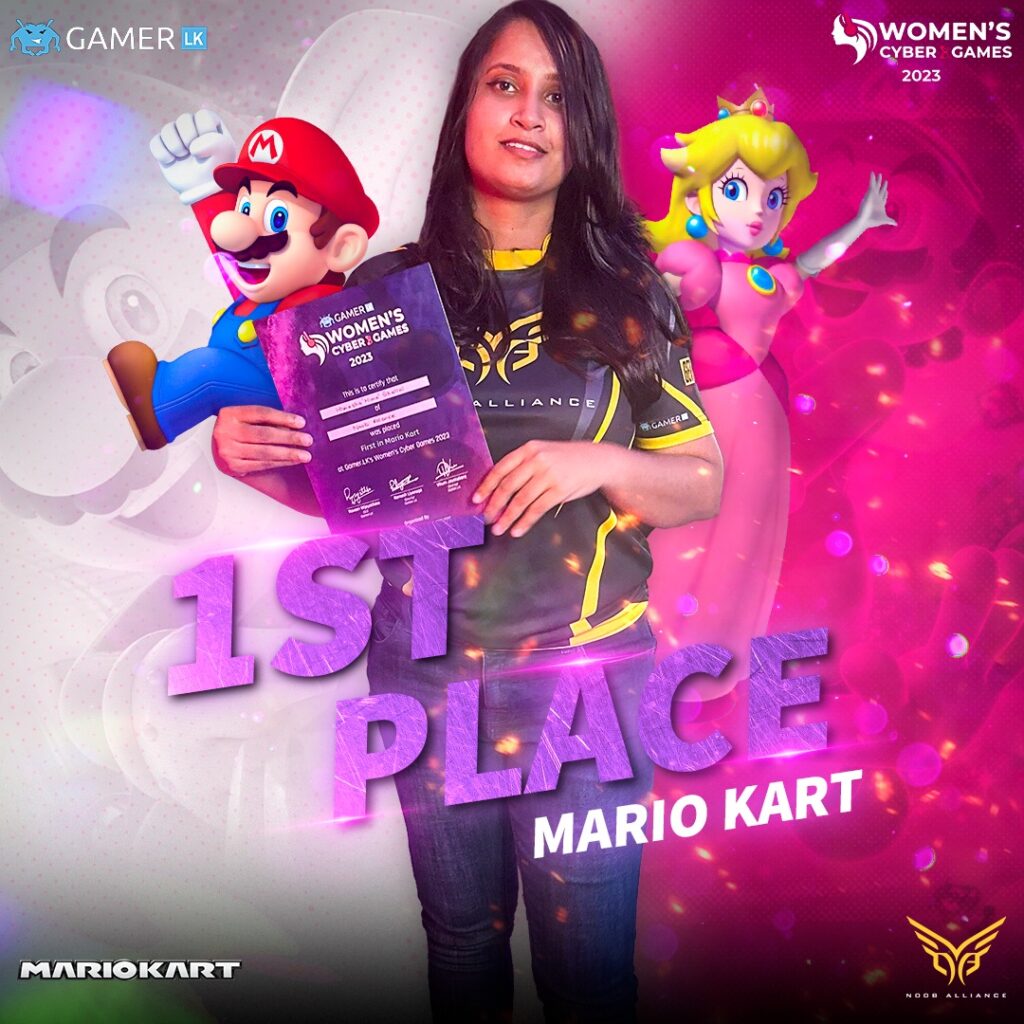 GAMER LK
WOMEN'S
CYBER GAMES
2023
M
GAMER
WOMEN'S
CYBER GAMES
2023
This is to certify that
of
was placed
First in Mario Kart
at Gamer.LK's Women's Cyber Games 2023
ALLIANCE
GAMER
1ST
PLACE
MARIO KART
MARIOKART
NOOB ALLIANCE